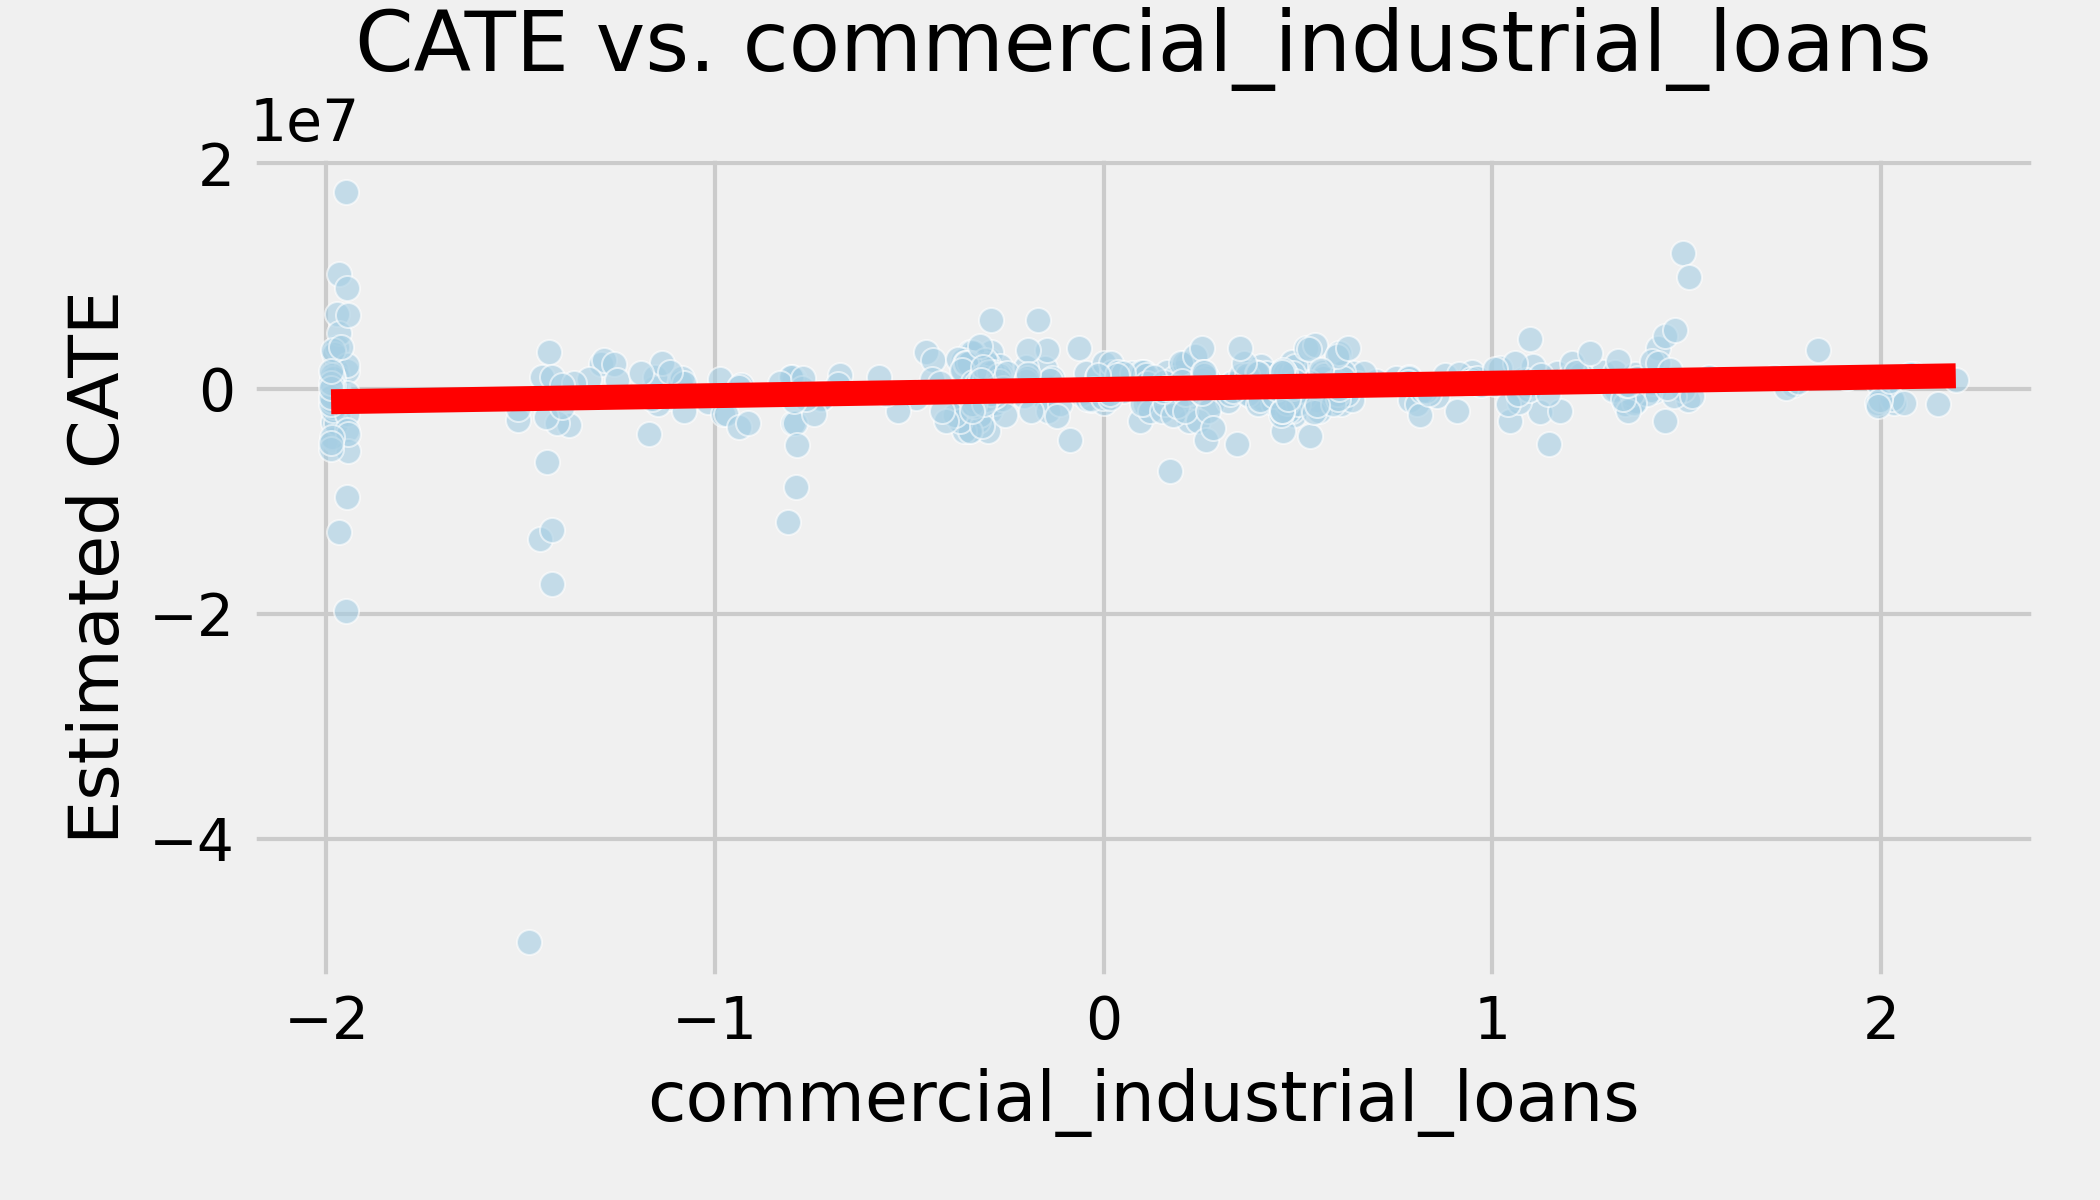 CATE vs. commercial_industrial_loans
1e7
2
0
−2
−4
Estimated CATE
−2 −1 0 1 2
commercial_industrial_loans